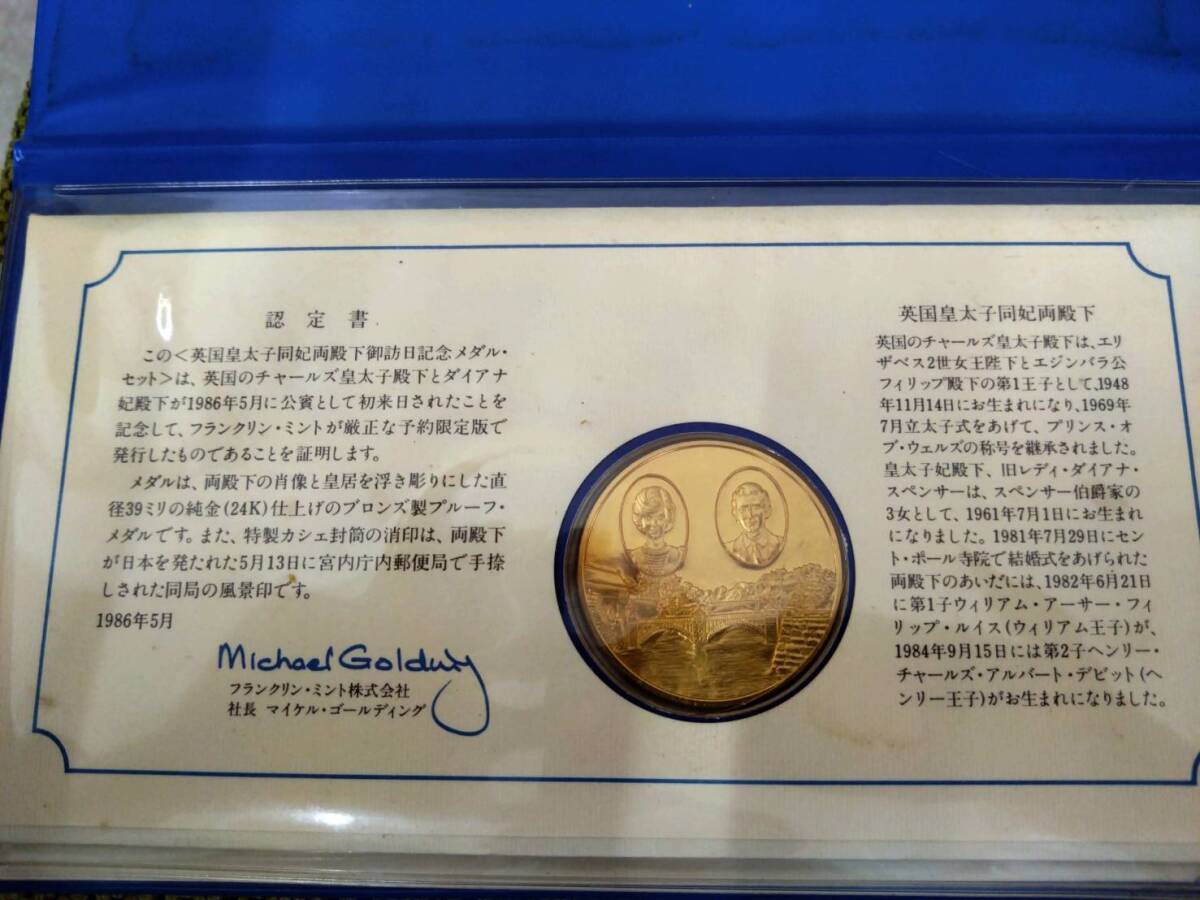 認定書
この<英国皇太子同妃両殿下御訪日記念メダル・
セット>は、英国のチャールズ皇太子殿下とダイアナ
妃殿下が1986年5月に公賓として初来日されたことを
記念して、フランクリン・ミントが厳正な予約限定版で
発行したものであることを証明します。
メダルは、両殿下の肖像と皇居を浮き彫りにした直
径39ミリの純金(24K)仕上げのブロンズ製プルーフ・
メダルです。また、特製カシェ封筒の消印は、両殿下
が日本を発たれた5月13日に宮内庁内郵便局で手捺
しされた同局の風景印です。
1986年5月
Michael Golding
フランクリン・ミント株式会社
社長 マイケル・ゴールディング
英国皇太子同妃両殿下
英国のチャールズ皇太子殿下は、エリ
ザベス2世女王陛下とエジンバラ公
フィリップ殿下の第1王子として、1948
年11月14日にお生まれになり、1969年
7月立太子式をあげて、プリンス・オ
ブ・ウェルズの称号を継承されました。
皇太子妃殿下、旧レディ・ダイアナ・
スペンサーは、スペンサー伯爵家の
3女として、1961年7月1日にお生まれ
になりました。1981年7月29日にセン
ト・ポール寺院で結婚式をあげられた
両殿下のあいだには、1982年6月21日
に第1子ウィリアム・アーサー・フィ
リップ・ルイス(ウィリアム王子)が、
1984年9月15日には第2子ヘンリー・
チャールズ・アルバート・デビット(ヘ
ンリー王子)がお生まれになりました。